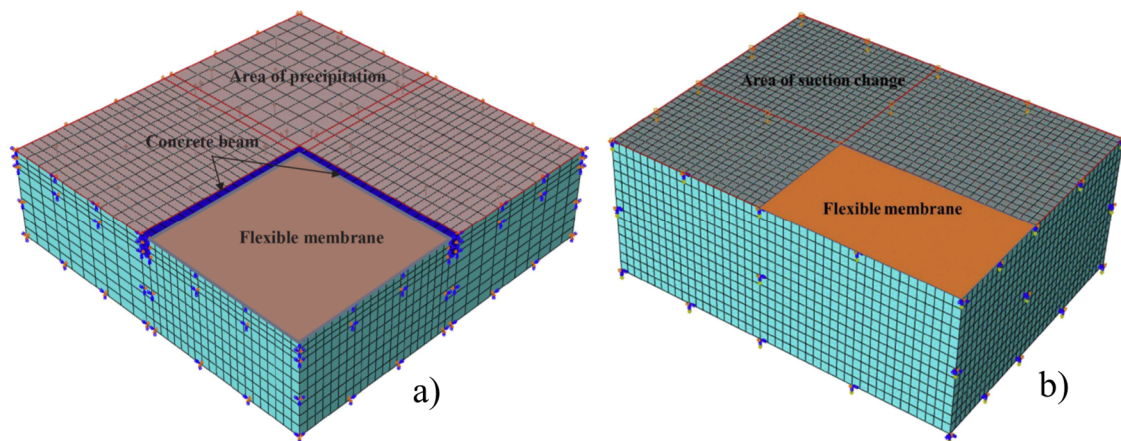 Area of precipitation
Concrete beam
Flexible membrane
a)
Area of suction change
Flexible membrane
b)